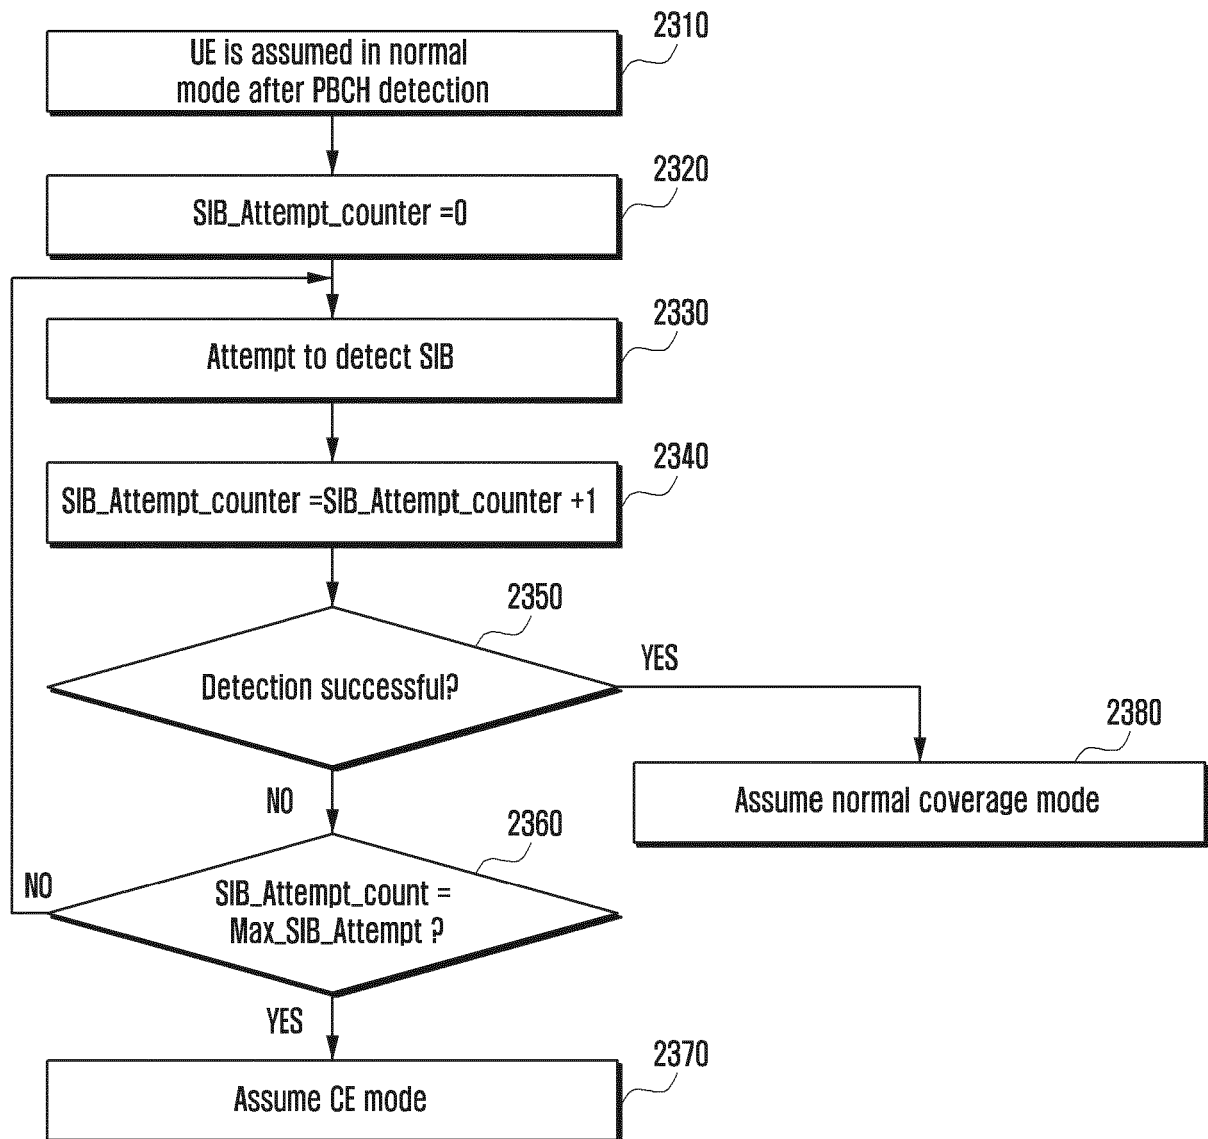 2310
UE is assumed in normal
mode after PBCH detection
2320
SIB_Attempt_counter =0
2330
Attempt to detect SIB
2340
SIB_Attempt_counter =SIB_Attempt_counter +1
2350
Detection successful?
YES
2380
Assume normal coverage mode
NO
2360
SIB_Attempt_count =
Max_SIB_Attempt ?
NO
YES
2370
Assume CE mode